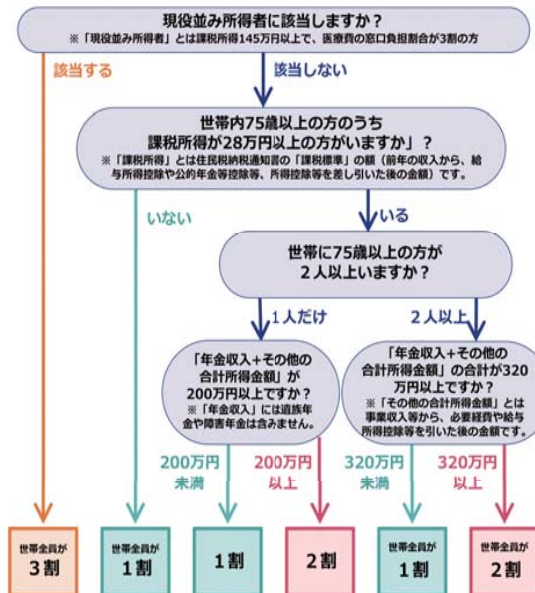 現役並み所得者に該当しますか?
※「現役並み所得者」とは課税所得145万円以上で、医療費の窓口負担割合が3割の方
該当する
該当しない
世帯内75歳以上の方のうち
課税所得が28万円以上の方がいますか」?
※「課税所得」とは住民税納税通知書の「課税標準」の額(前年の収入から、給
与所得控除や公的年金等控除等、所得控除等を差し引いた後の金額)です。
いない
いる
世帯に75歳以上の方が
2人以上いますか?
1人だけ
2人以上
「年金収入+その他の
合計所得金額」が
200万円以上ですか?
※「年金収入」には遺族年
金や障害年金は含みません。
「年金収入+その他の
合計所得金額」の合計が320
万円以上ですか?
※「その他の合計所得金額」とは
事業収入等から、必要経費や給与
所得控除等を引いた後の金額です。
200万円
未満
200万円
以上
320万円
未満
320万円
以上
世帯全員が
3割
世帯全員が
1割
1割
2割
世帯全員が
1割
世帯全員が
2割